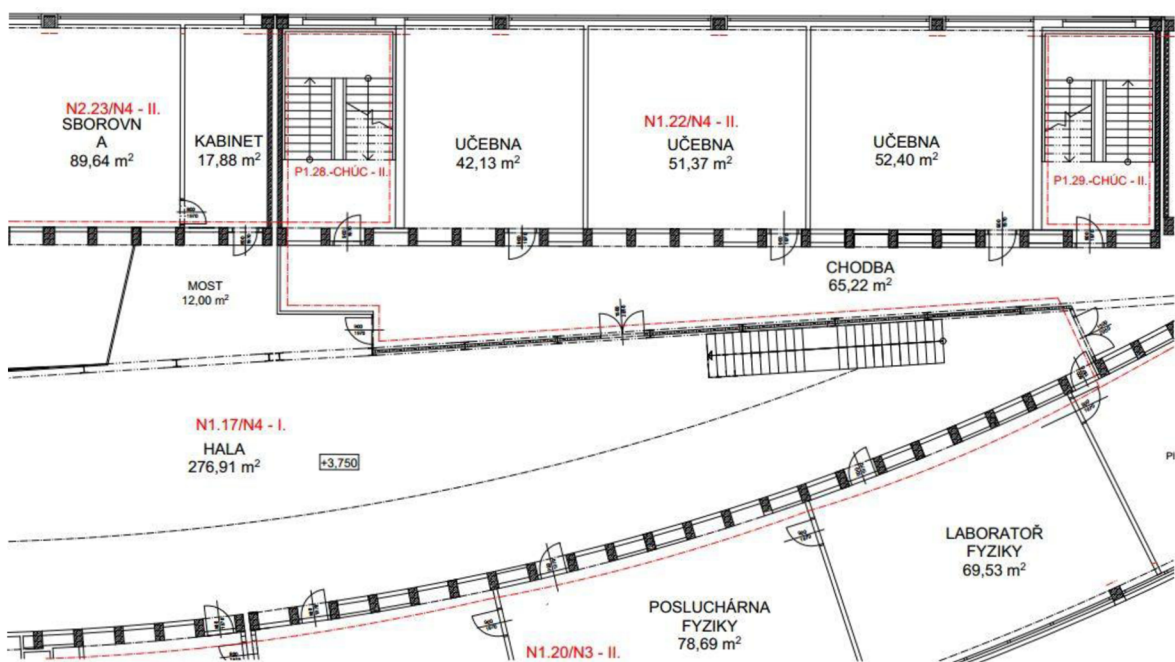 N2.23/N4 - II.
SBOROVN
A
89,64 m²
KABINET
17,88 m²
P1.28.-CHÚC - II.
UČEBNA
42,13 m²
N1.22/N4 - II.
UČEBNA
51,37 m²
UČEBNA
52,40 m²
P1.29.-CHÚC - II.
MOST
12,00 m²
CHODBA
65,22 m²
N1.17/N4 - I.
HALA
276,91 m²
+3,750
LABORATOŘ
FYZIKY
69,53 m²
POSLUCHÁRNA
FYZIKY
78,69 m²
N1.20/N3 - II.